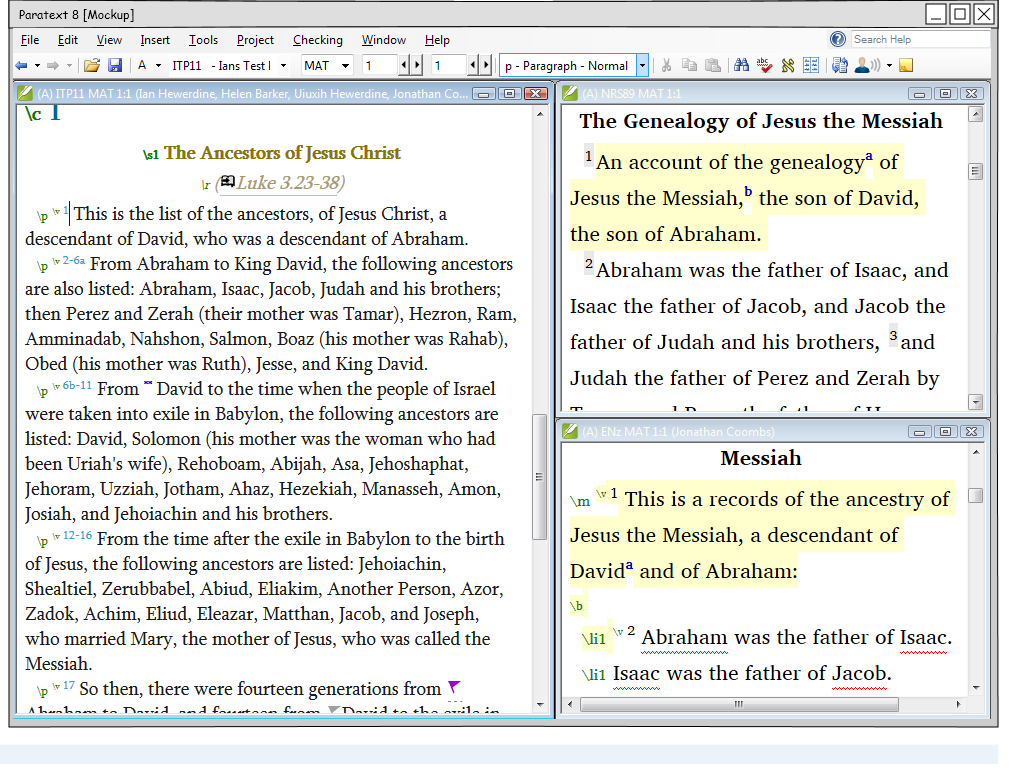 Paratext 8 [Mockup]
File Edit View Insert Tools Project Checking Window Help
Search Help
A ITP11 - Ians Test I MAT 1 1 p - Paragraph - Normal
(A) ITP11 MAT 1:1 (Ian Hewerdine, Helen Barker, Uiuxih Hewerdine, Jonathan Co...
\c 1
\s1 The Ancestors of Jesus Christ
\r (Luke 3.23-38)
\p \v 1 This is the list of the ancestors, of Jesus Christ, a
descendant of David, who was a descendant of Abraham.
\p \v 2-6a From Abraham to King David, the following ancestors
are also listed: Abraham, Isaac, Jacob, Judah and his brothers;
then Perez and Zerah (their mother was Tamar), Hezron, Ram,
Amminadab, Nahshon, Salmon, Boaz (his mother was Rahab),
Obed (his mother was Ruth), Jesse, and King David.
\p \v 6b-11 From David to the time when the people of Israel
were taken into exile in Babylon, the following ancestors are
listed: David, Solomon (his mother was the woman who had
been Uriah's wife), Rehoboam, Abijah, Asa, Jehoshaphat,
Jehoram, Uzziah, Jotham, Ahaz, Hezekiah, Manasseh, Amon,
Josiah, and Jehoiachin and his brothers.
\p \v 12-16 From the time after the exile in Babylon to the birth
of Jesus, the following ancestors are listed: Jehoiachin,
Shealtiel, Zerubbabel, Abiud, Eliakim, Another Person, Azor,
Zadok, Achim, Eliud, Eleazar, Matthan, Jacob, and Joseph,
who married Mary, the mother of Jesus, who was called the
Messiah.
\p \v 17 So then, there were fourteen generations from
Abraham to David, and fourteen from David to the exile in
(A) NRS89 MAT 1:1
The Genealogy of Jesus the Messiah
1 An account of the genealogy a of
Jesus the Messiah, b the son of David,
the son of Abraham.
2 Abraham was the father of Isaac, and
Isaac the father of Jacob, and Jacob the
father of Judah and his brothers, 3 and
Judah the father of Perez and Zerah by
(A) ENz MAT 1:1 (Jonathan Coombs)
Messiah
\m \v 1 This is a records of the ancestry of
Jesus the Messiah, a descendant of
David a and of Abraham:
\b
\li1 \v 2 Abraham was the father of Isaac.
\li1 Isaac was the father of Jacob.